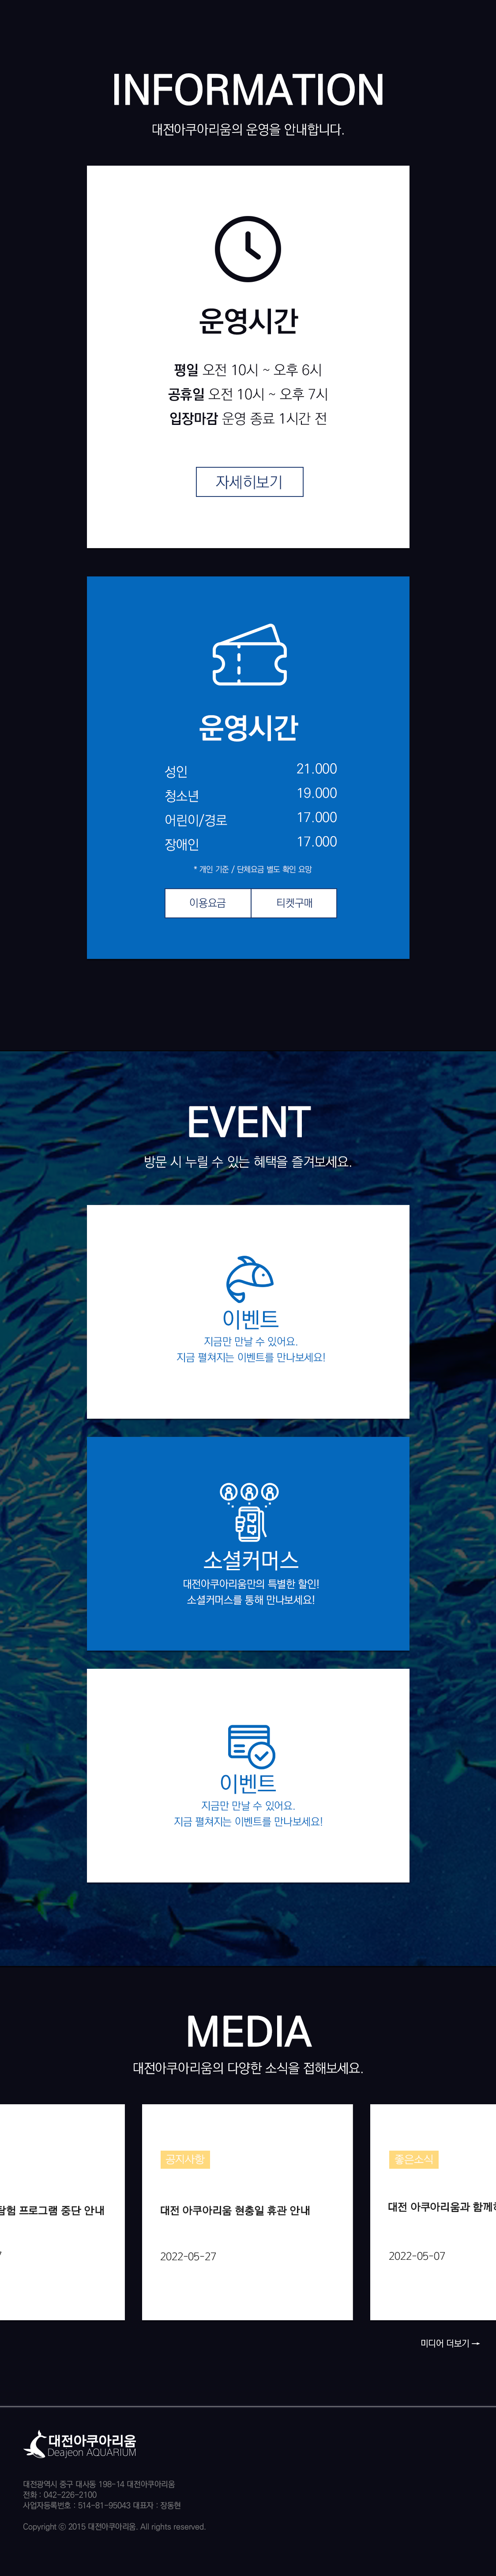 INFORMATION
대전아쿠아리움의 운영을 안내합니다.
운영시간
평일 오전 10시 ~ 오후 6시
공휴일 오전 10시 ~ 오후 7시
입장마감 운영 종료 1시간 전
자세히보기
운영시간
성인 21.000
청소년 19.000
어린이/경로 17.000
장애인 17.000
* 개인 기준 / 단체요금 별도 확인 요망
이용요금 티켓구매
EVENT
방문 시 누릴 수 있는 혜택을 즐겨보세요.
이벤트
지금만 만날 수 있어요.
지금 펼쳐지는 이벤트를 만나보세요!
소셜커머스
대전아쿠아리움만의 특별한 할인!
소셜커머스를 통해 만나보세요!
이벤트
지금만 만날 수 있어요.
지금 펼쳐지는 이벤트를 만나보세요!
MEDIA
대전아쿠아리움의 다양한 소식을 접해보세요.
탐험 프로그램 중단 안내
공지사항
대전 아쿠아리움 현충일 휴관 안내
2022-05-27
좋은소식
대전 아쿠아리움과 함께
2022-05-07
미디어 더보기 →
대전아쿠아리움
Deajeon AQUARIUM
대전광역시 중구 대사동 198-14 대전아쿠아리움
전화 : 042-226-2100
사업자등록번호 : 514-81-95043 대표자 : 장동현
Copyright ⓒ 2015 대전아쿠아리움. All rights reserved.